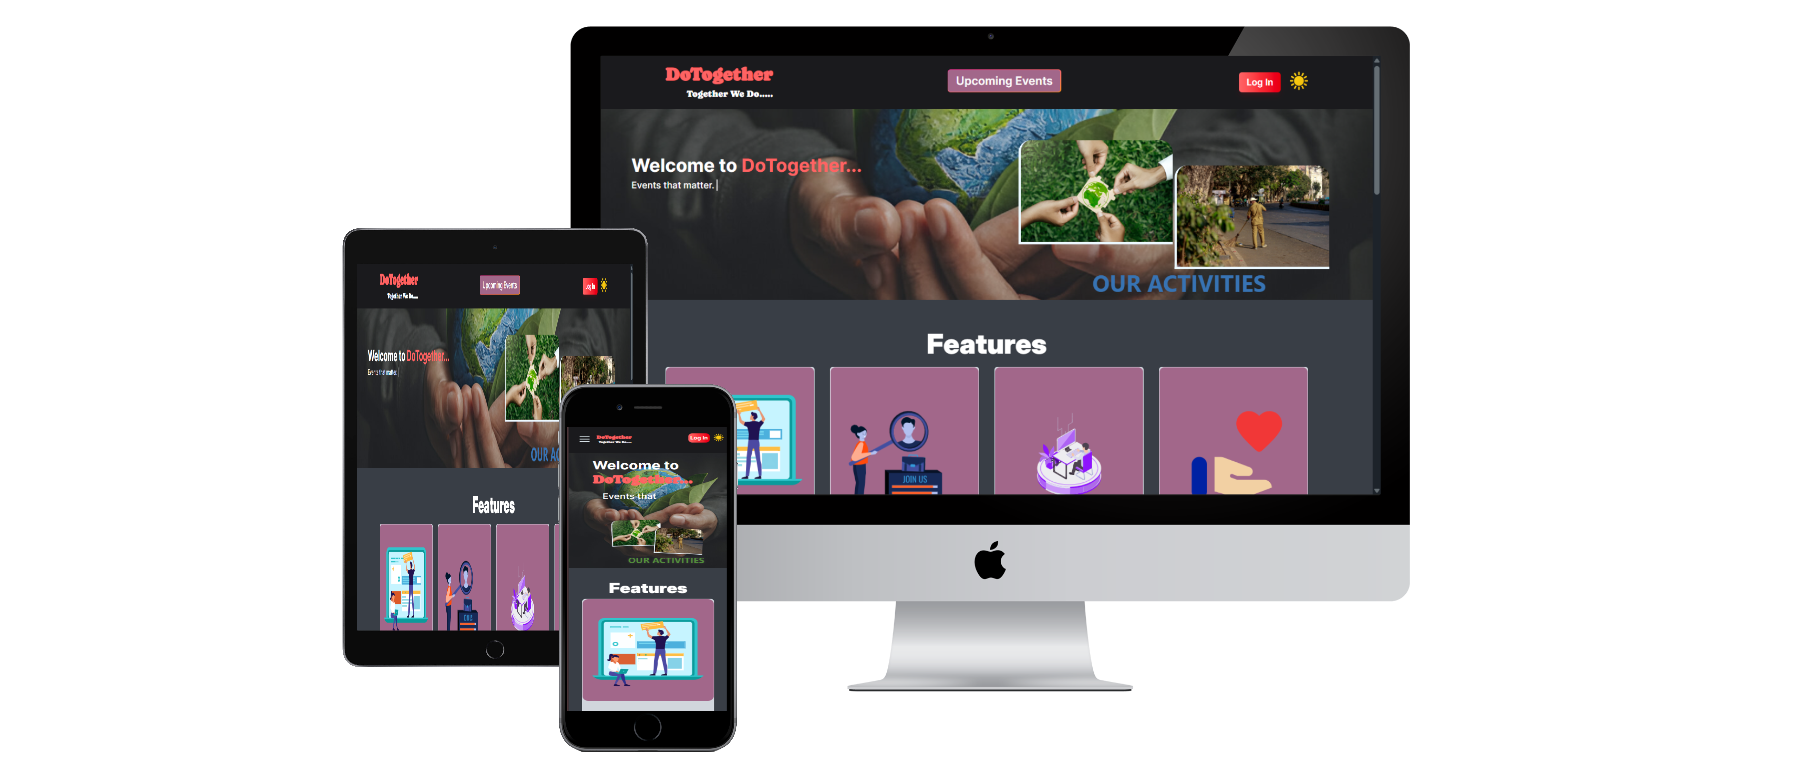 DoTogether
Together We Do.....
Upcoming Events
Log In
Welcome to DoTogether...
Events that matter.|
OUR ACTIVITIES
Features
JOIN US
DoTogether
Together We Do.....
Upcoming Events
Log In
Welcome to DoTogether...
Events that matter.|
OUR AC
Features
DoTogether
Together We Do.....
Log In
Welcome to
DoTogether...
Events that
OUR ACTIVITIES
Features